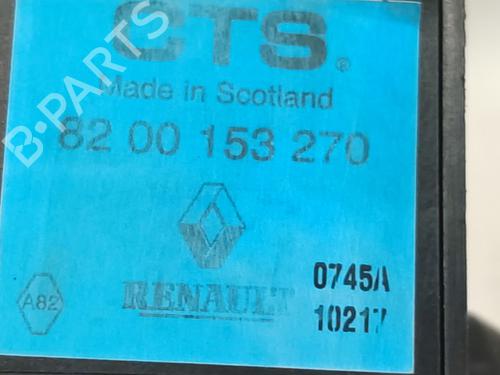 CTS®
Made in Scotland
82 00 153 270
A82
RENAULT
0745A
10217
B-PARTS